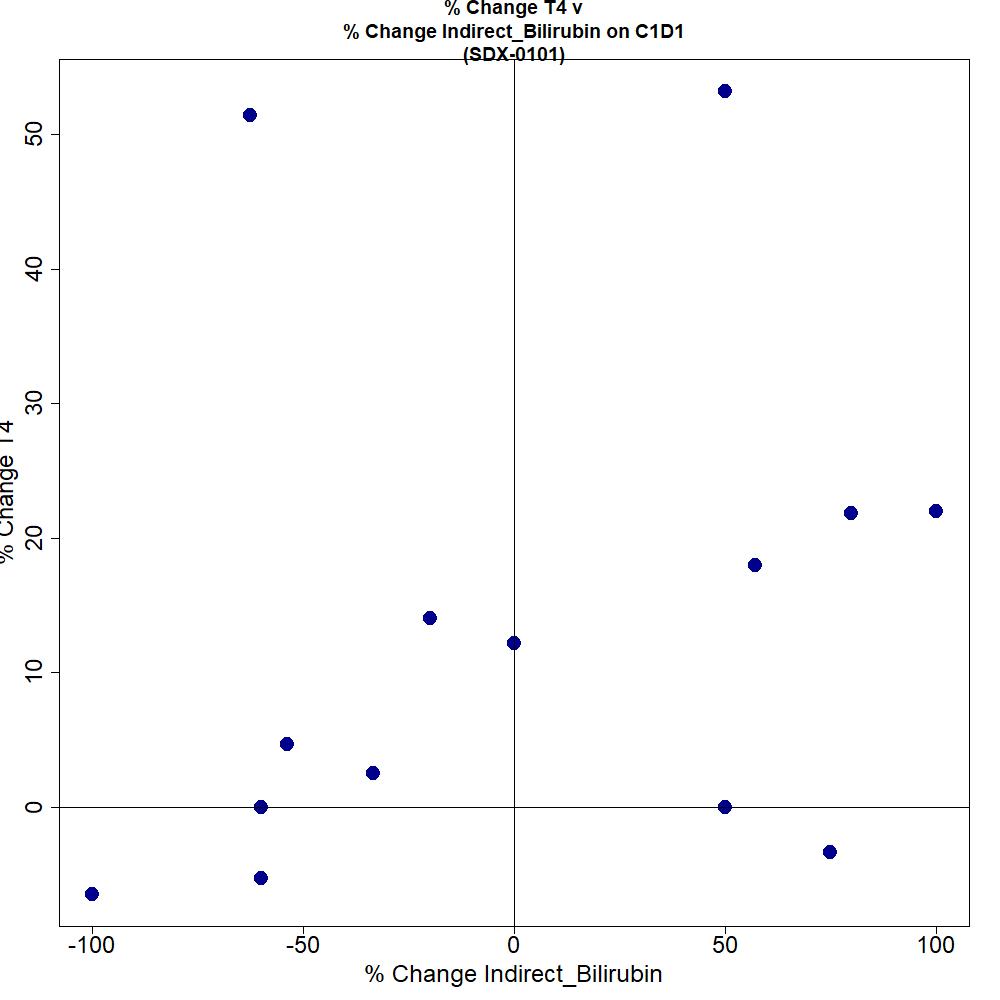 % Change T4 v
% Change Indirect_Bilirubin on C1D1
(SDX-0101)
% Change T4
50
40
30
20
10
0
-100
-50
0
50
100
% Change Indirect_Bilirubin